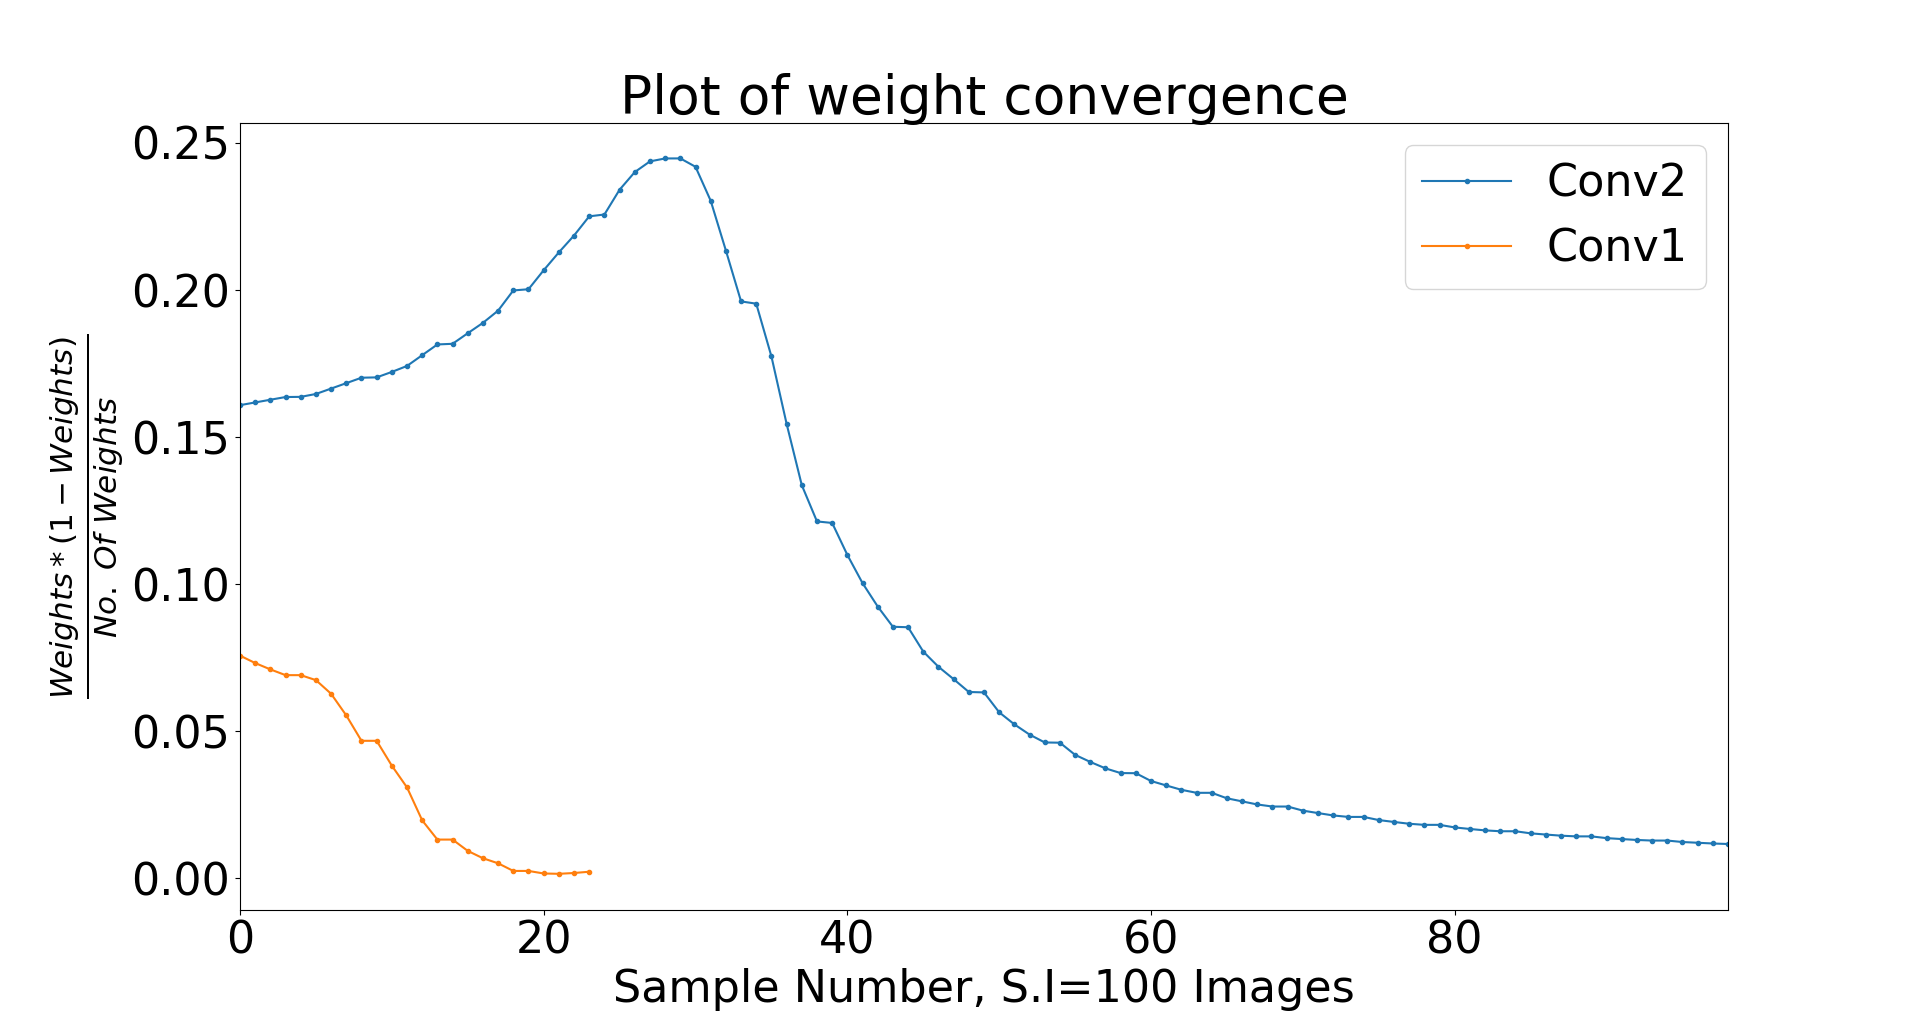 Plot of weight convergence
Weights * (1 − Weights)
No. Of Weights
0.25
0.20
0.15
0.10
0.05
0.00
Conv2
Conv1
0 20 40 60 80
Sample Number, S.I=100 Images